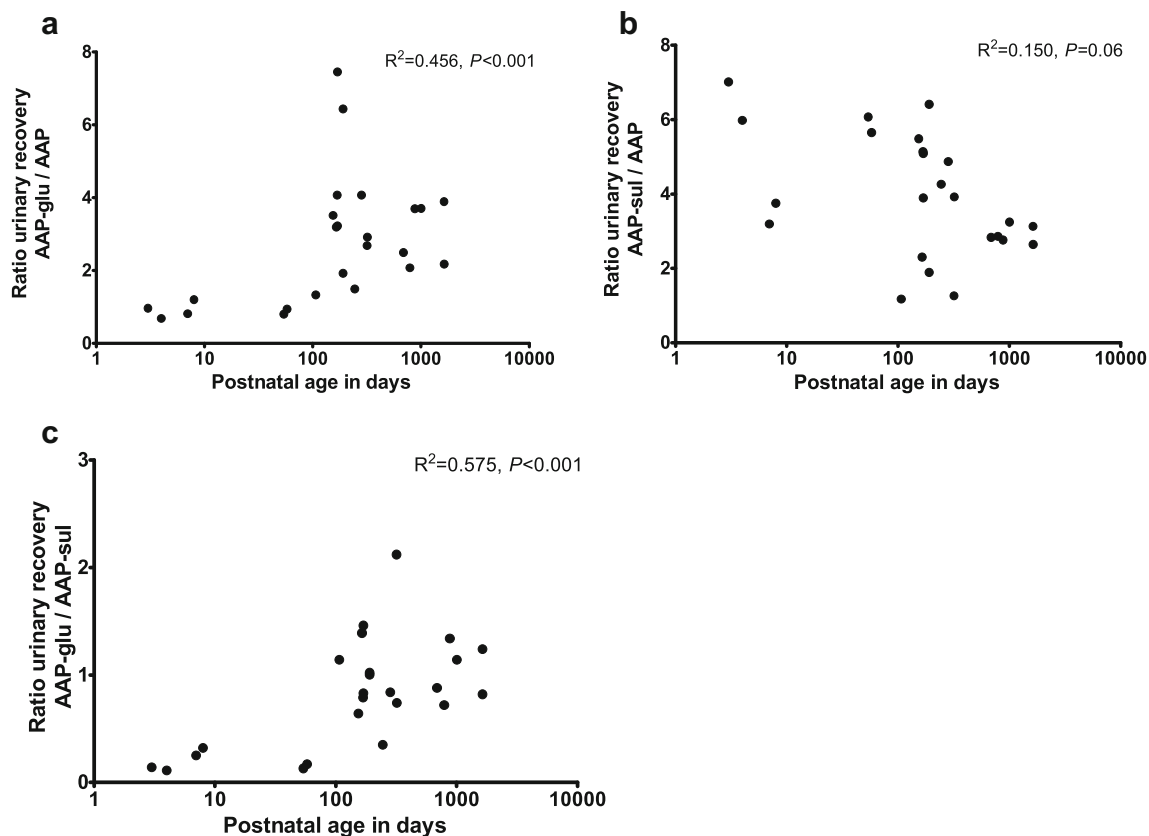 a
R²=0.456, P<0.001
8
6
4
2
0
Ratio urinary recovery
AAP-glu / AAP
1 10 100 1000 10000
Postnatal age in days
b
R²=0.150, P=0.06
8
6
4
2
0
Ratio urinary recovery
AAP-sul / AAP
1 10 100 1000 10000
Postnatal age in days
c
R²=0.575, P<0.001
3
2
1
0
Ratio urinary recovery
AAP-glu / AAP-sul
1 10 100 1000 10000
Postnatal age in days